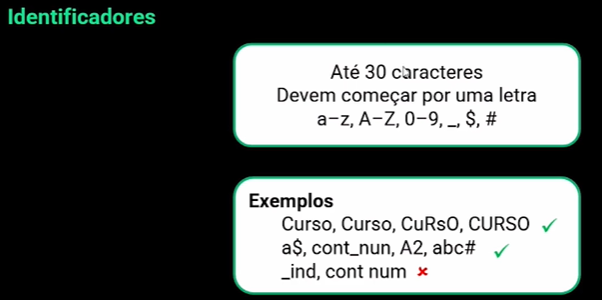 Identificadores
Até 30 caracteres
Devem começar por uma letra
a–z, A–Z, 0–9, _, $, #
Exemplos
Curso, Curso, CuRsO, CURSO ✓
a$, cont_nun, A2, abc# ✓
_ind, cont num ×